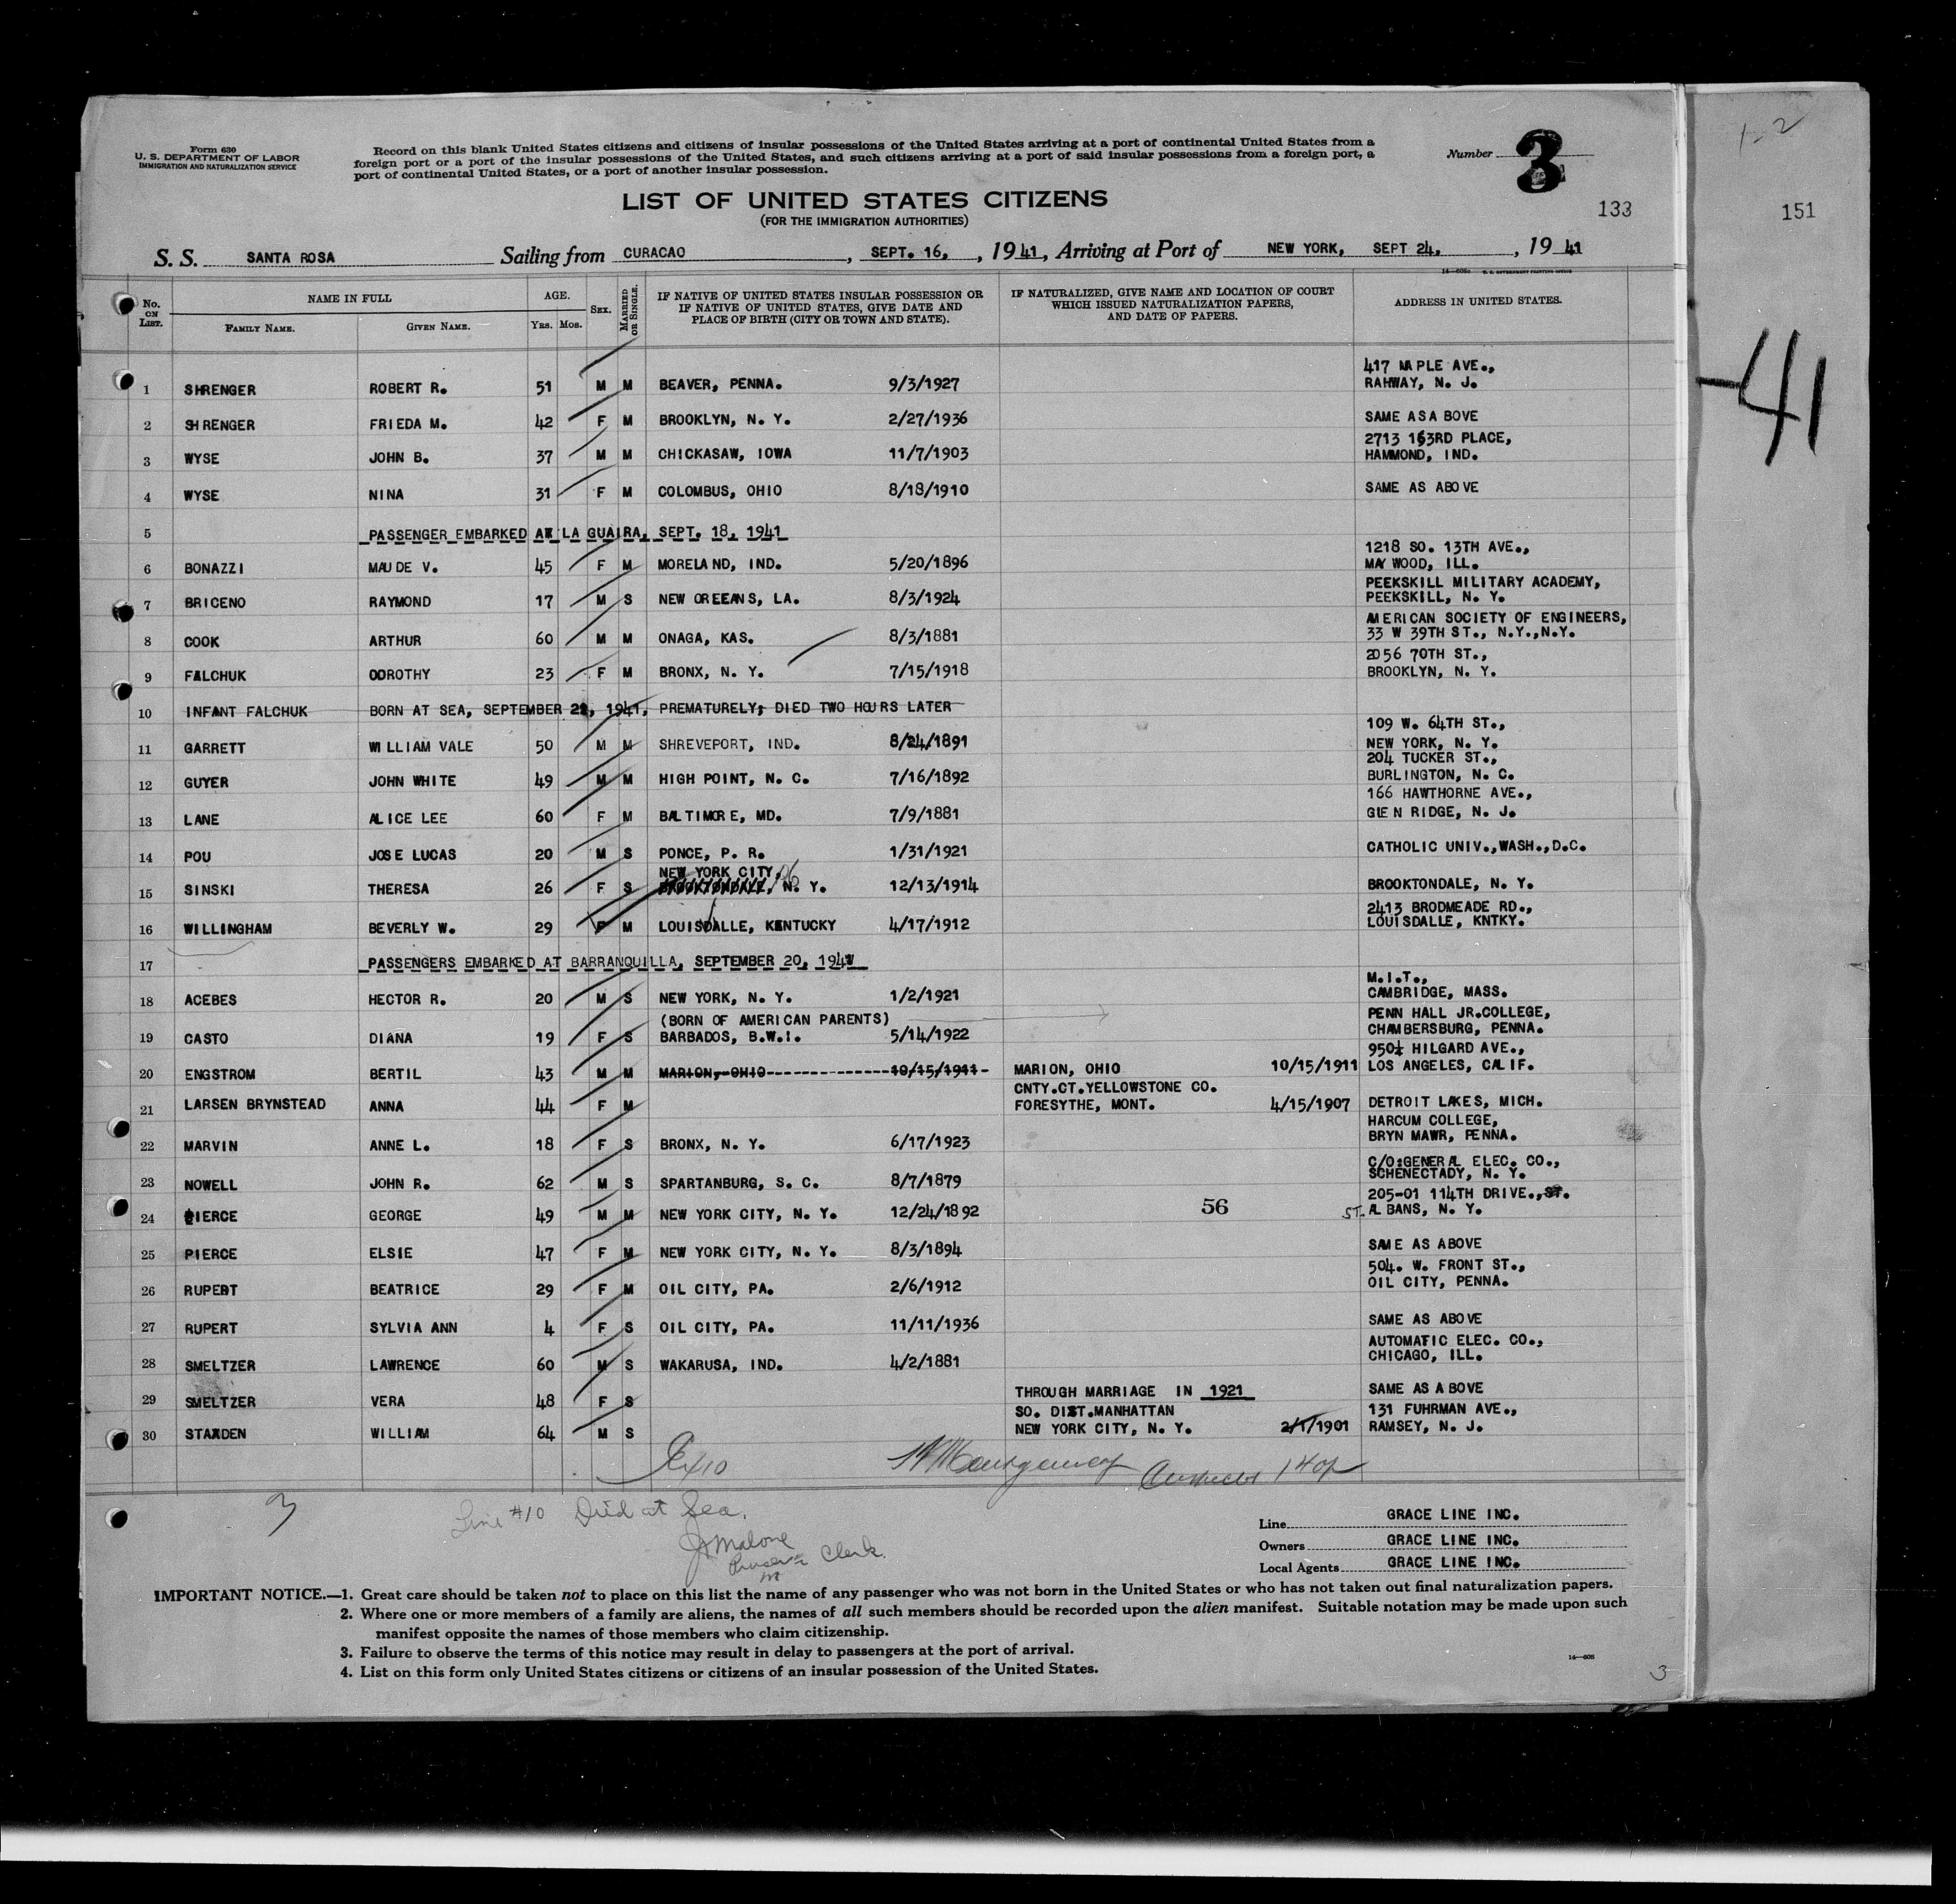 Form 630
U. S. DEPARTMENT OF LABOR
IMMIGRATION AND NATURALIZATION SERVICE
Record on this blank United States citizens and citizens of insular possessions of the United States arriving at a port of continental United States from a
foreign port or a port of the insular possessions of the United States, and such citizens arriving at a port of said insular possessions from a foreign port, a
port of continental United States, or a port of another insular possession.
Number 3
1-2
LIST OF UNITED STATES CITIZENS
(FOR THE IMMIGRATION AUTHORITIES)
133
151
S. S. SANTA ROSA Sailing from CURACAO, SEPT. 16, , 1941, Arriving at Port of NEW YORK, SEPT 24, , 19 41
No. ON LIST. NAME IN FULL FAMILY NAME. GIVEN NAME. AGE. YRS. MOS. SEX. MARRIED OR SINGLE. IF NATIVE OF UNITED STATES INSULAR POSSESSION OR IF NATIVE OF UNITED STATES, GIVE DATE AND PLACE OF BIRTH (CITY OR TOWN AND STATE). IF NATURALIZED, GIVE NAME AND LOCATION OF COURT WHICH ISSUED NATURALIZATION PAPERS, AND DATE OF PAPERS. ADDRESS IN UNITED STATES.
-41
417 MAPLE AVE.,
1 SHRENGER ROBERT R. 51 M M BEAVER, PENNA. 9/3/1927 RAHWAY, N. J.
2 SHRENGER FRIEDA M. 42 F M BROOKLYN, N. Y. 2/27/1936 SAME ASA BOVE
2713 163RD PLACE,
3 WYSE JOHN B. 37 M M CHICKASAW, IOWA 11/7/1903 HAMMOND, IND.
4 WYSE NINA 31 F M COLOMBUS, OHIO 8/18/1910 SAME AS ABOVE
5 PASSENGER EMBARKED AT LA GUAIRA, SEPT. 18, 1941
1218 SO. 13TH AVE.,
6 BONAZZI MAUDE V. 45 F M MORELAND, IND. 5/20/1896 MAYWOOD, ILL.
PEEKSKILL MILITARY ACADEMY,
7 BRICENO RAYMOND 17 M S NEW OREEANS, LA. 8/3/1924 PEEKSKILL, N. Y.
AMERICAN SOCIETY OF ENGINEERS,
8 COOK ARTHUR 60 M M ONAGA, KAS. 8/3/1881 33 W 39TH ST., N.Y.,N.Y.
2056 70TH ST.,
9 FALCHUK ODROTHY 23 F M BRONX, N. Y. 7/15/1918 BROOKLYN, N. Y.
10 INFANT FALCHUK BORN AT SEA, SEPTEMBER 1941, PREMATURELY; DIED TWO HOURS LATER
109 W. 64TH ST.,
11 GARRETT WILLIAM VALE 50 M M SHREVEPORT, IND. 8/24/1891 NEW YORK, N. Y.
204 TUCKER ST.,
12 GUYER JOHN WHITE 49 M M HIGH POINT, N. C. 7/16/1892 BURLINGTON, N. C.
166 HAWTHORNE AVE.,
13 LANE ALICE LEE 60 F M BALTIMORE, MD. 7/9/1881 GLEN RIDGE, N. J.
14 POU JOSE LUCAS 20 M S PONCE, P. R. 1/31/1921 CATHOLIC UNIV.,WASH.,D.C.
NEW YORK CITY,
15 SINSKI THERESA 26 F S BROOKTONDALE, N. Y. 12/13/1914 BROOKTONDALE, N. Y.
2413 BRODMEADE RD.,
16 WILLINGHAM BEVERLY W. 29 F M LOUISDALLE, KENTUCKY 4/17/1912 LOUISDALLE, KNTKY.
17 PASSENGERS EMBARKED AT BARRANQUILLA, SEPTEMBER 20, 1941
M.I.T.,
18 ACEBES HECTOR R. 20 M S NEW YORK, N. Y. 1/2/1921 CAMBRIDGE, MASS.
(BORN OF AMERICAN PARENTS) PENN HALL JR.COLLEGE,
19 CASTO DIANA 19 F S BARBADOS, B.W.I. 5/14/1922 CHAMBERSBURG, PENNA.
950½ HILGARD AVE.,
20 ENGSTROM BERTIL 43 M M MARION, OHIO 10/15/1911 MARION, OHIO 10/15/1911 LOS ANGELES, CALIF.
CNTY.CT.YELLOWSTONE CO.
21 LARSEN BRYNSTEAD ANNA 44 F M FORESYTHE, MONT. 4/15/1907 DETROIT LAKES, MICH.
HARCUM COLLEGE,
22 MARVIN ANNE L. 18 F S BRONX, N. Y. 6/17/1923 BRYN MAWR, PENNA.
C/O:GENERAL ELEC. CO.,
23 NOWELL JOHN R. 62 M S SPARTANBURG, S. C. 8/7/1879 SCHENECTADY, N. Y.
205-01 114TH DRIVE.,ST.
24 PIERCE GEORGE 49 M M NEW YORK CITY, N. Y. 12/24/1892 56 ST. ALBANS, N. Y.
25 PIERCE ELSIE 47 F M NEW YORK CITY, N. Y. 8/3/1894 SAME AS ABOVE
504. W. FRONT ST.,
26 RUPERT BEATRICE 29 F M OIL CITY, PA. 2/6/1912 OIL CITY, PENNA.
27 RUPERT SYLVIA ANN 4 F S OIL CITY, PA. 11/11/1936 SAME AS ABOVE
AUTOMATIC ELEC. CO.,
28 SMELTZER LAWRENCE 60 M S WAKARUSA, IND. 4/2/1881 CHICAGO, ILL.
29 SMELTZER VERA 48 F S THROUGH MARRIAGE IN 1921 SAME AS ABOVE
SO. DIST.MANHATTAN 131 FUHRMAN AVE.,
30 WILLIAM 64 M S NEW YORK CITY, N. Y. 2/1/1901 RAMSEY, N. J.
Montgomery
3 Line #10 Died at Sea.
J Malone
Clerk.
Line GRACE LINE INC.
Owners GRACE LINE INC.
Local Agents GRACE LINE INC.
IMPORTANT NOTICE.—1. Great care should be taken not to place on this list the name of any passenger who was not born in the United States or who has not taken out final naturalization papers.
2. Where one or more members of a family are aliens, the names of all such members should be recorded upon the alien manifest. Suitable notation may be made upon such
manifest opposite the names of those members who claim citizenship.
3. Failure to observe the terms of this notice may result in delay to passengers at the port of arrival.
4. List on this form only United States citizens or citizens of an insular possession of the United States.
14—608
3